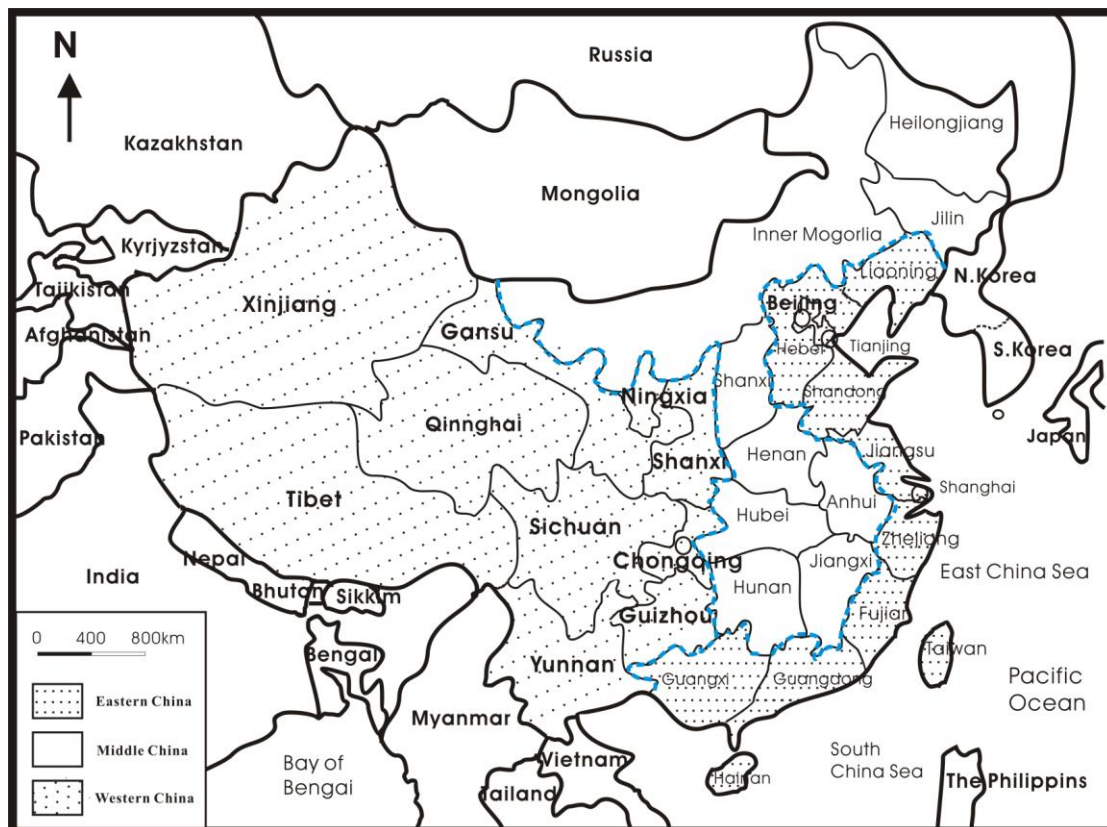 N
Russia
Kazakhstan
Heilongjiang
Mongolia
Jilin
Inner Mogorlia
Kyrjyzstan
Liaoning
N.Korea
Tajikistan
Xinjiang
Beijing
Gansu
Afghanistan
Hebei
Tianjing
S.Korea
Shanxi
Shandong
Ningxia
Qinnghai
Pakistan
Japan
Henan
Jiangsu
Shanxi
Shanghai
Tibet
Anhui
Sichuan
Hubei
Zheliang
Nepal
Chongqing
Jiangxi
East China Sea
India
Bhutan
Sikkim
Hunan
Guizhou
Fujian
0 400 800km
Bengal
Yunnan
Taiwan
Guangxi
Guangdong
Pacific
Ocean
Eastern China
Myanmar
Middle China
Vietnam
South
China Sea
Bay of
Bengai
Hainan
The Philippins
Western China
Tailand